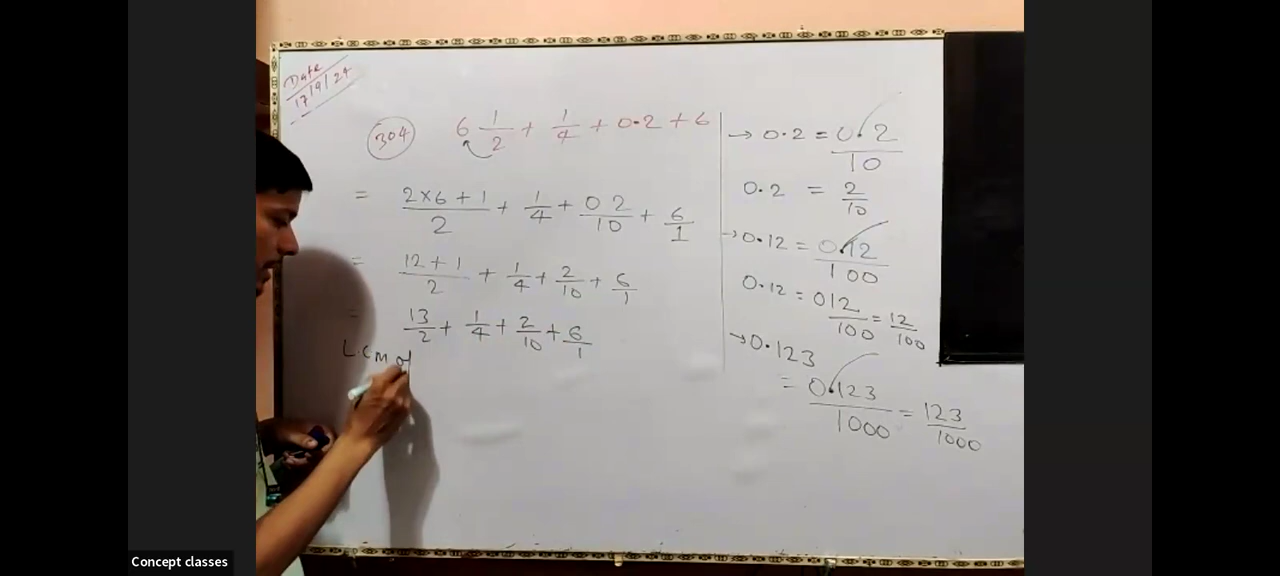 Date
17/9/24
304 6 1/2 + 1/4 + 0.2 + 6
= 2×6+1/2 + 1/4 + 02/10 + 6/1
= 12+1/2 + 1/4 + 2/10 + 6/1
= 13/2 + 1/4 + 2/10 + 6/1
L.C.M of
→ 0.2 = 0.2/10
0.2 = 2/10
→ 0.12 = 0.12/100
0.12 = 012/100 = 12/100
→ 0.123
= 0.123/1000 = 123/1000
Concept classes